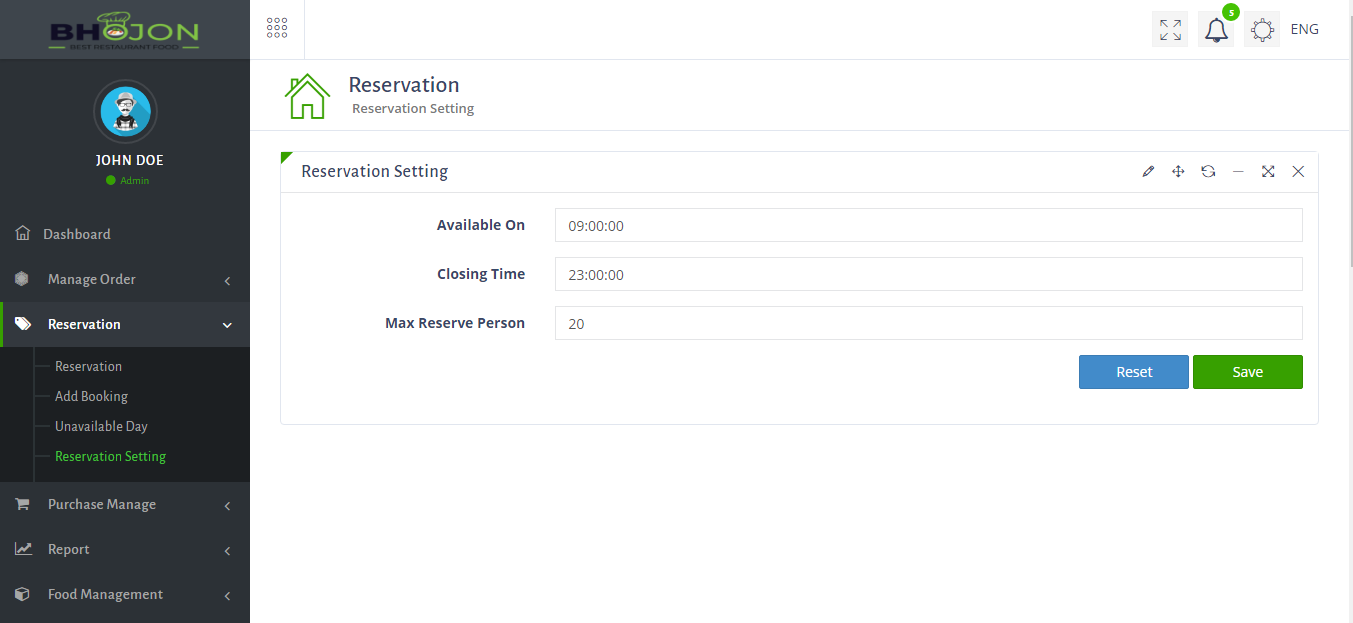 BHOJON
BEST RESTAURANT FOOD
5
ENG
JOHN DOE
Admin
Reservation
Reservation Setting
Dashboard
Manage Order
Reservation
Reservation
Add Booking
Unavailable Day
Reservation Setting
Purchase Manage
Report
Food Management
Reservation Setting
Available On 09:00:00
Closing Time 23:00:00
Max Reserve Person 20
Reset Save